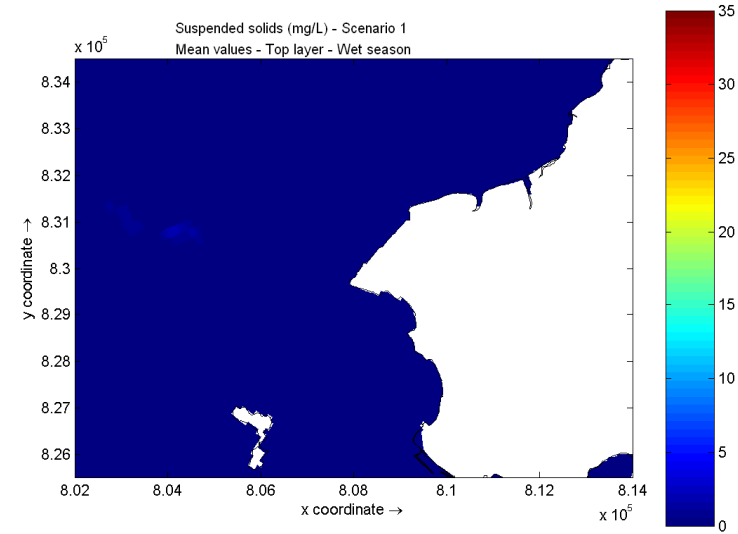 Suspended solids (mg/L) - Scenario 1
Mean values - Top layer - Wet season
x 10^5
8.34
8.33
8.32
8.31
8.3
8.29
8.28
8.27
8.26
y coordinate →
8.02 8.04 8.06 8.08 8.1 8.12 8.14
x coordinate →
x 10^5
35
30
25
20
15
10
5
0